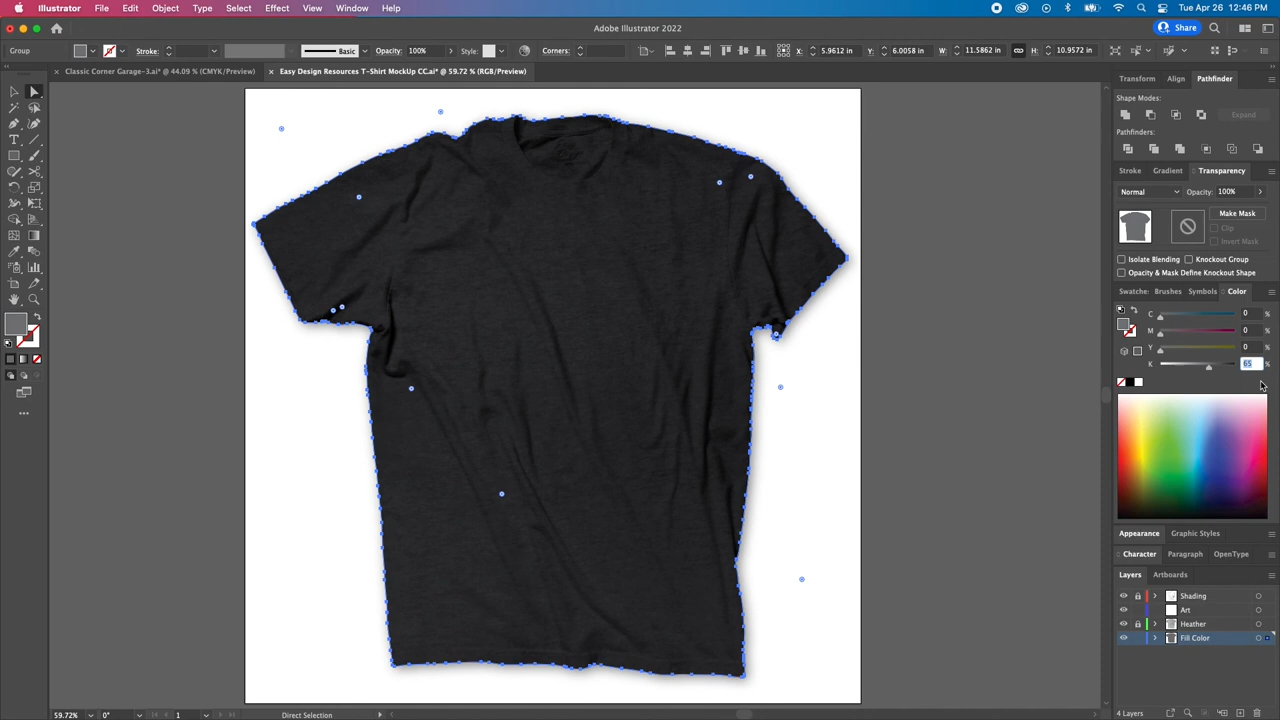 Illustrator File Edit Object Type Select Effect View Window Help Tue Apr 26 12:46 PM
Adobe Illustrator 2022 Share
Group Stroke: Basic Opacity: 100% Style: Corners: X: 5.9612 in Y: 6.0058 in W: 11.5862 in H: 10.9572 in
× Classic Corner Garage-3.ai* @ 44.09 % (CMYK/Preview) × Easy Design Resources T-Shirt MockUp CC.ai* @ 59.72 % (RGB/Preview)
Transform Align Pathfinder
Shape Modes:
Expand
Pathfinders:
Stroke Gradient Transparency
Normal Opacity: 100%
Make Mask
Clip
Invert Mask
Isolate Blending Knockout Group
Opacity & Mask Define Knockout Shape
Swatche Brushes Symbols Color
C 0 %
M 0 %
Y 0 %
K 65 %
Appearance Graphic Styles
Character Paragraph OpenType
Layers Artboards
Shading
Art
Heather
Fill Color
4 Layers
59.72% 0° 1 Direct Selection